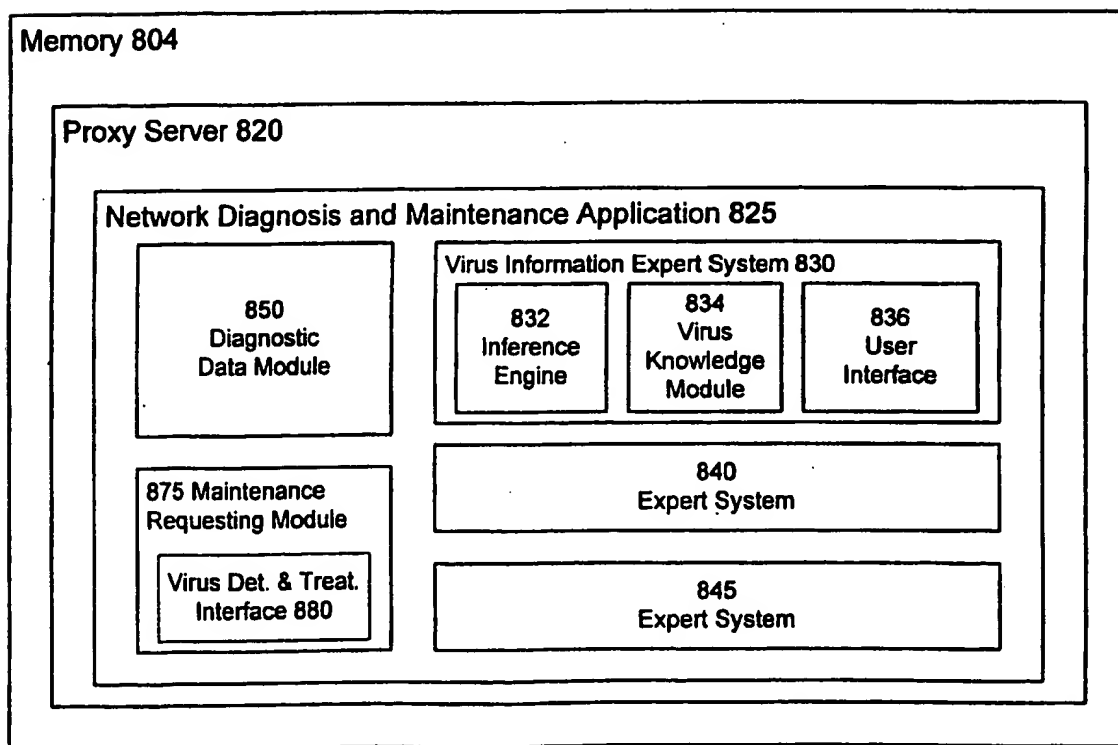 Memory 804
Proxy Server 820
Network Diagnosis and Maintenance Application 825
850
Diagnostic
Data Module
Virus Information Expert System 830
832
Inference
Engine
834
Virus
Knowledge
Module
836
User
Interface
875 Maintenance
Requesting Module
Virus Det. & Treat.
Interface 880
840
Expert System
845
Expert System